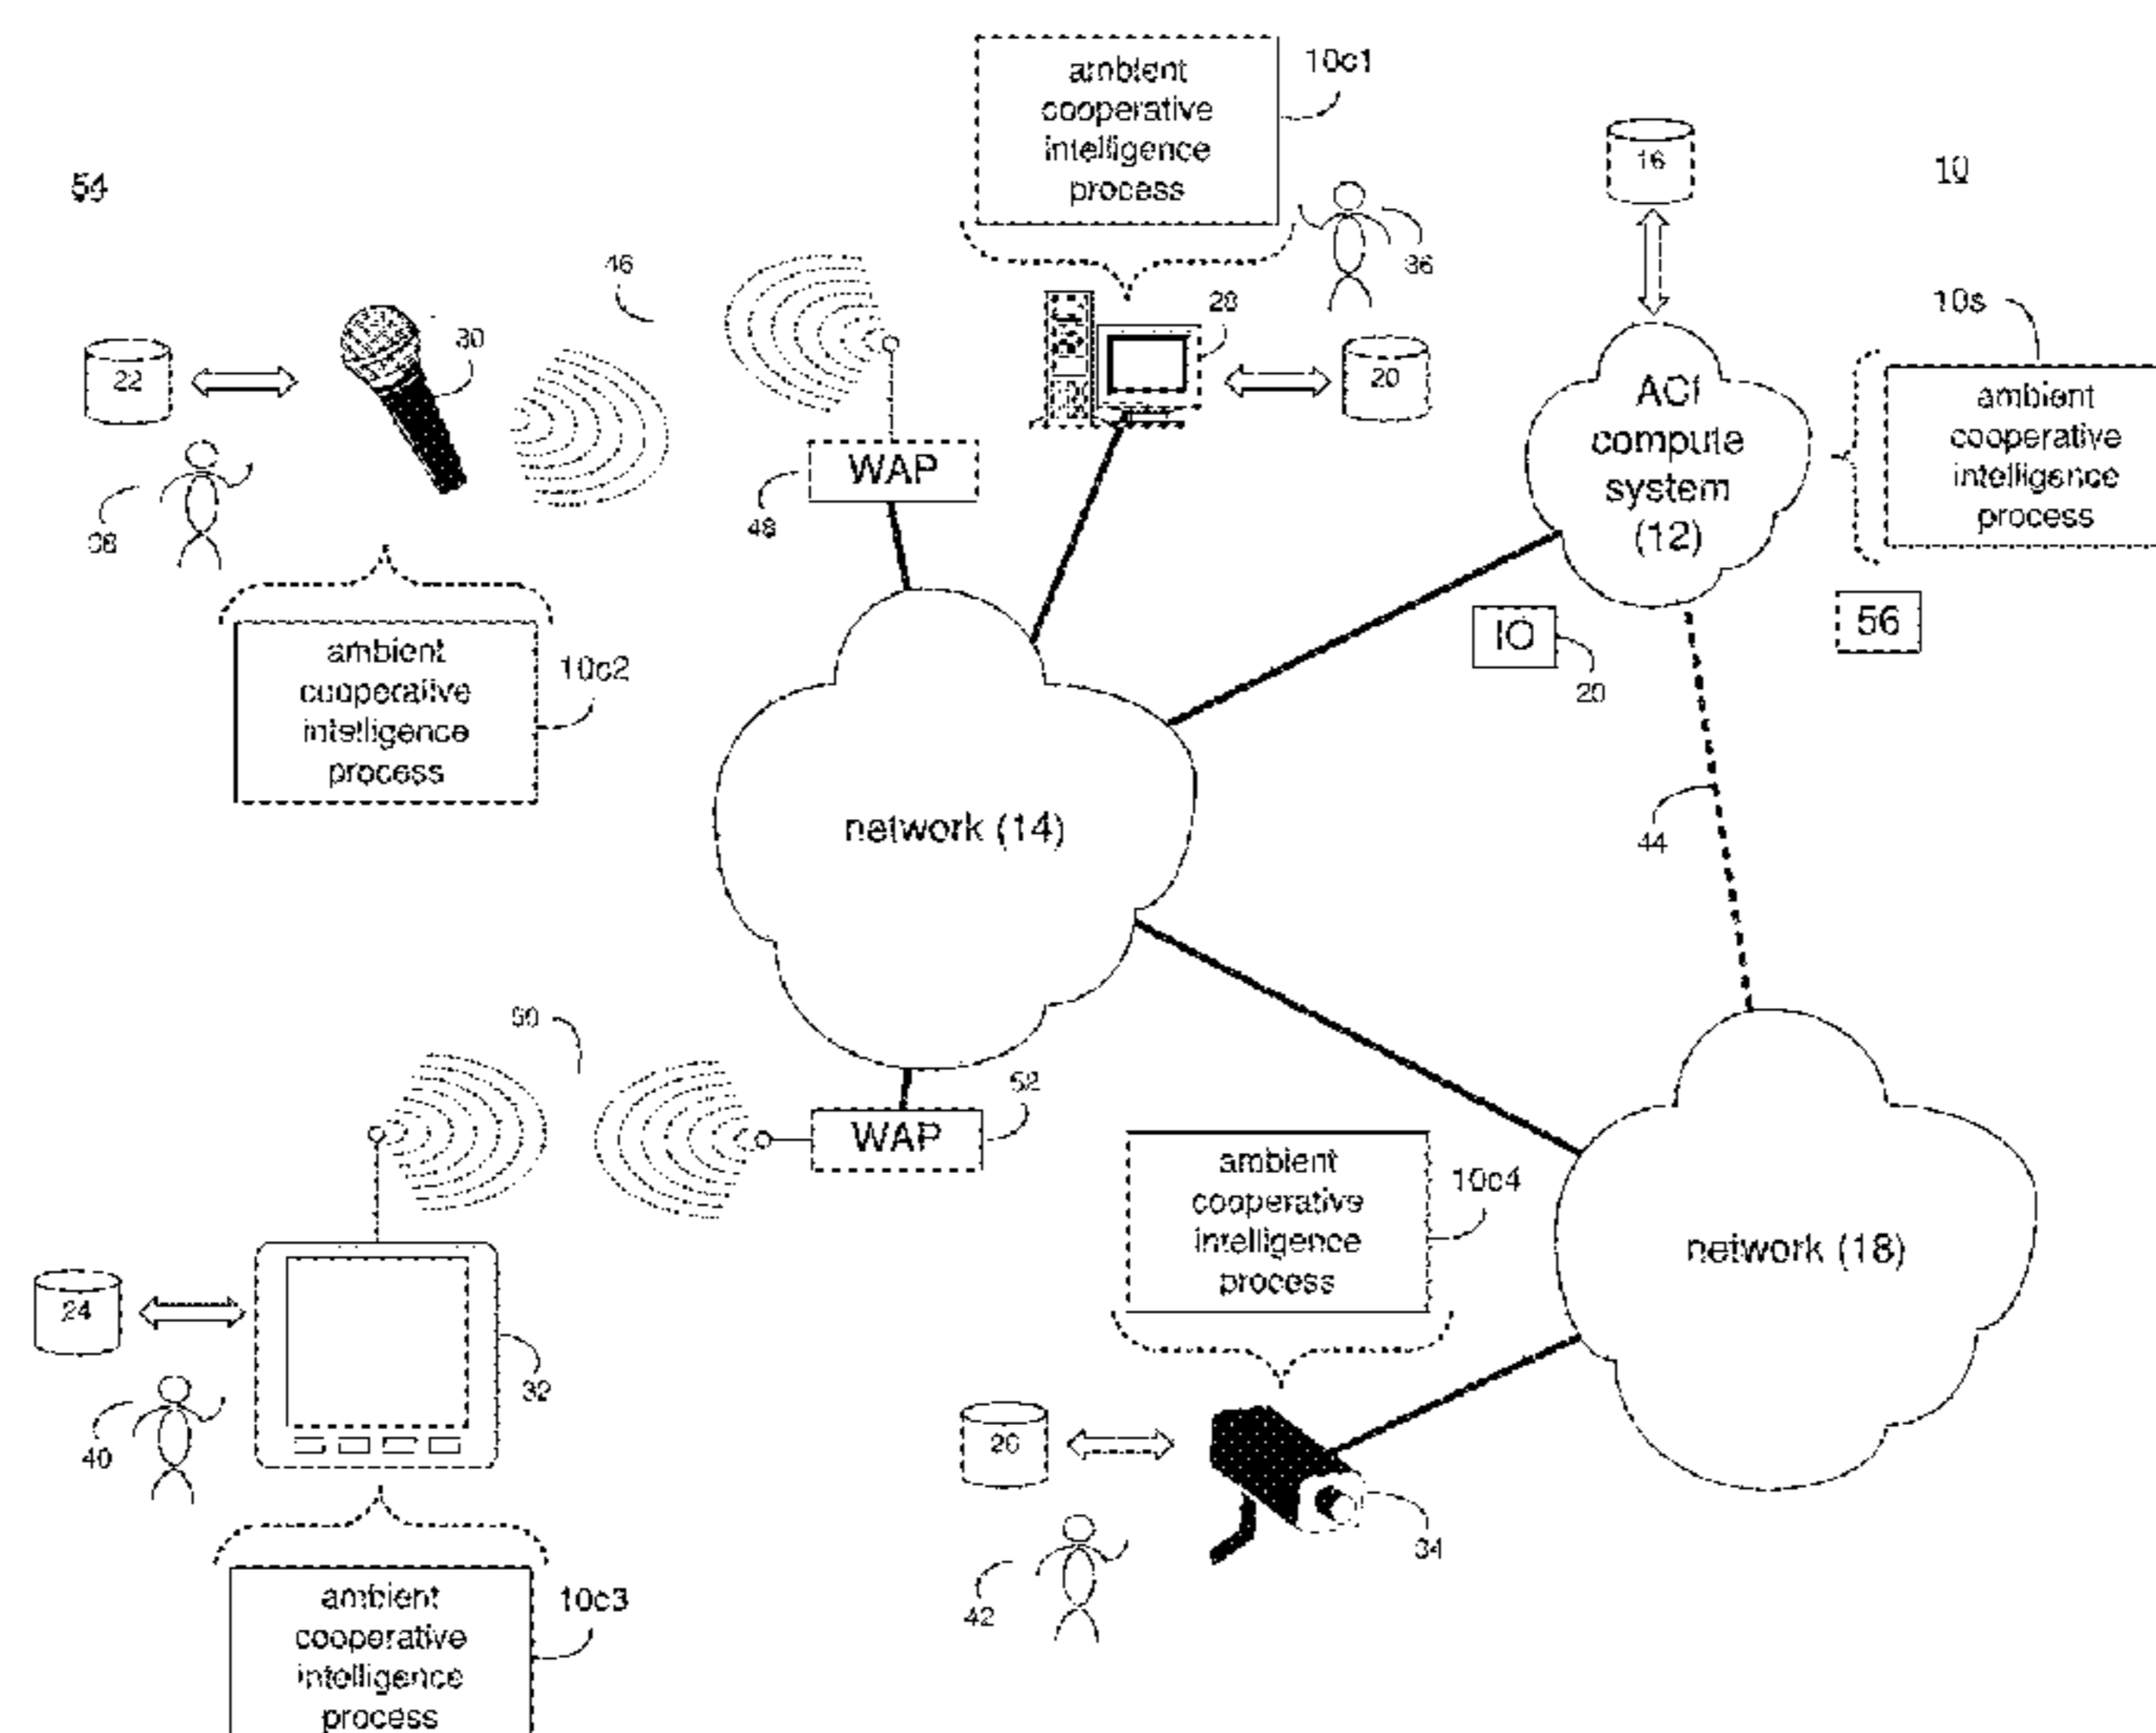 54
10
10c1
ambient
cooperative
intelligence
process
36
28
20
16
ACI
compute
system
(12)
10s
ambient
cooperative
intelligence
process
56
IO
20
46
WAP
48
22
30
38
ambient
cooperative
intelligence
process
10c2
network (14)
44
50
WAP
52
24
32
40
ambient
cooperative
intelligence
process
10c3
ambient
cooperative
intelligence
process
10c4
network (18)
26
34
42